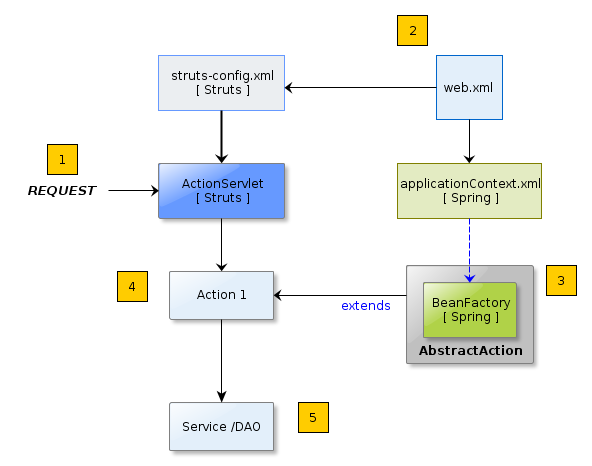 2
struts-config.xml
[ Struts ]
web.xml
1
REQUEST
ActionServlet
[ Struts ]
applicationContext.xml
[ Spring ]
3
4
Action 1
extends
BeanFactory
[ Spring ]
AbstractAction
5
Service /DAO